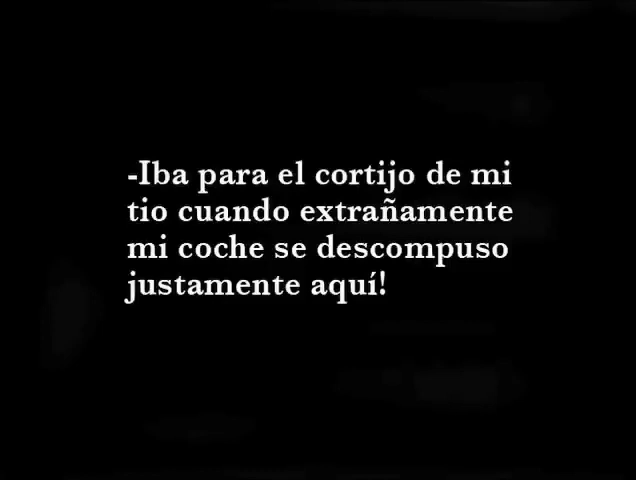 -Iba para el cortijo de mi
tio cuando extrañamente
mi coche se descompuso
justamente aquí!